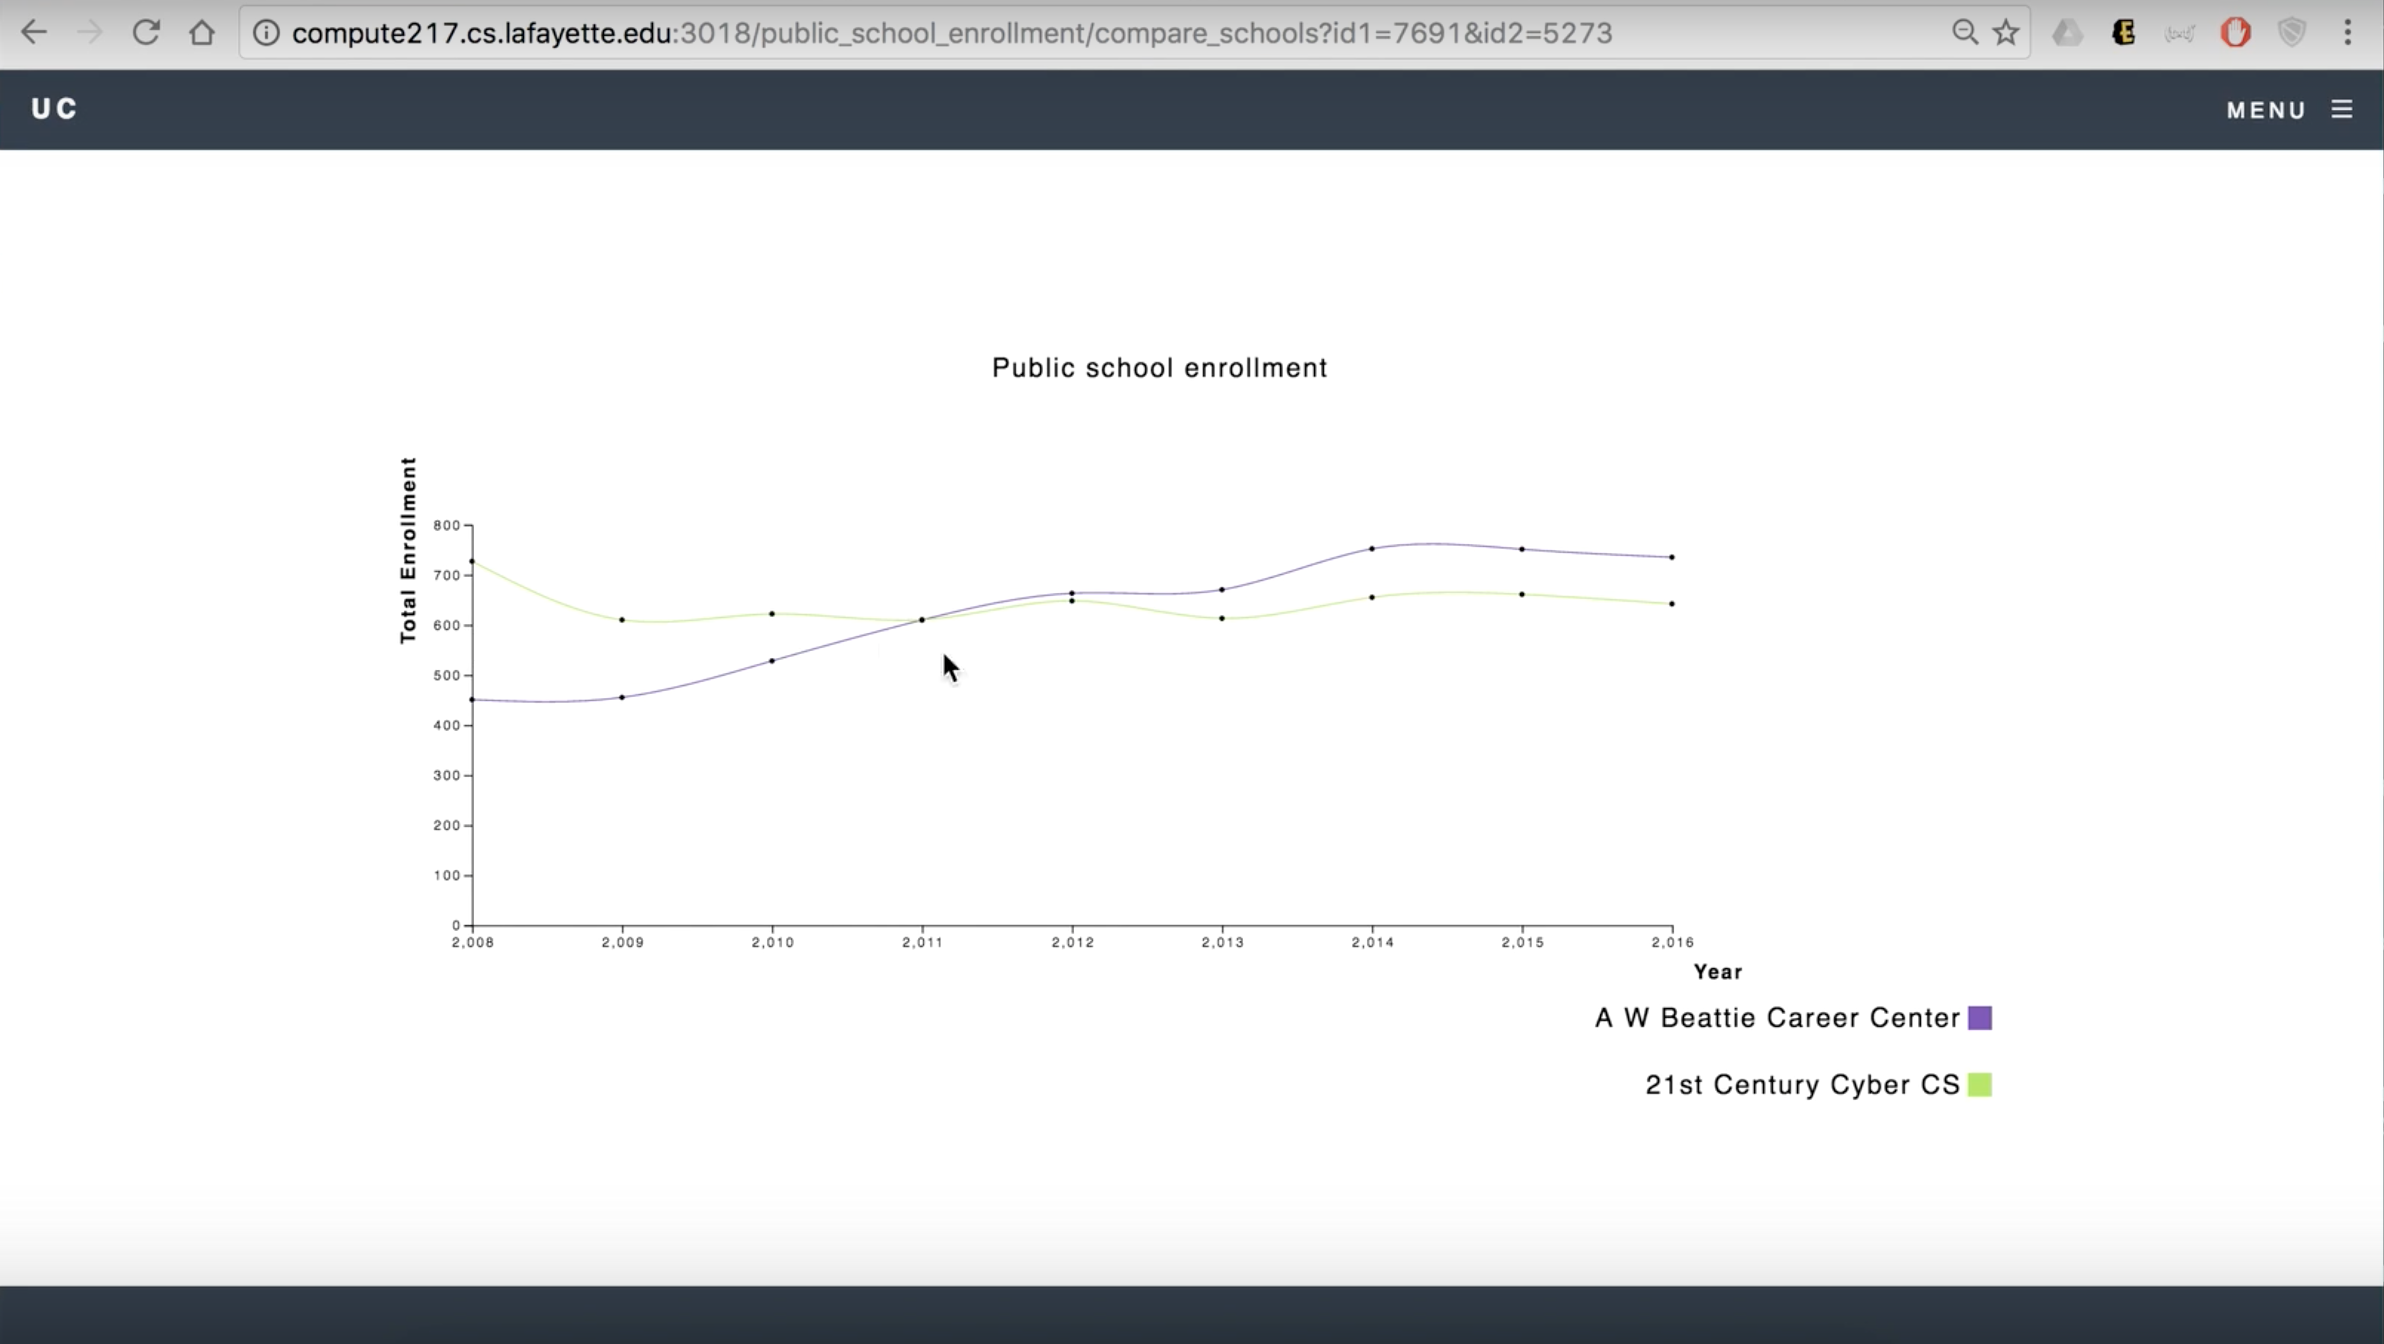 compute217.cs.lafayette.edu:3018/public_school_enrollment/compare_schools?id1=7691&id2=5273
UC
MENU
Public school enrollment
Total Enrollment
800
700
600
500
400
300
200
100
0
2,008 2,009 2,010 2,011 2,012 2,013 2,014 2,015 2,016
Year
A W Beattie Career Center
21st Century Cyber CS